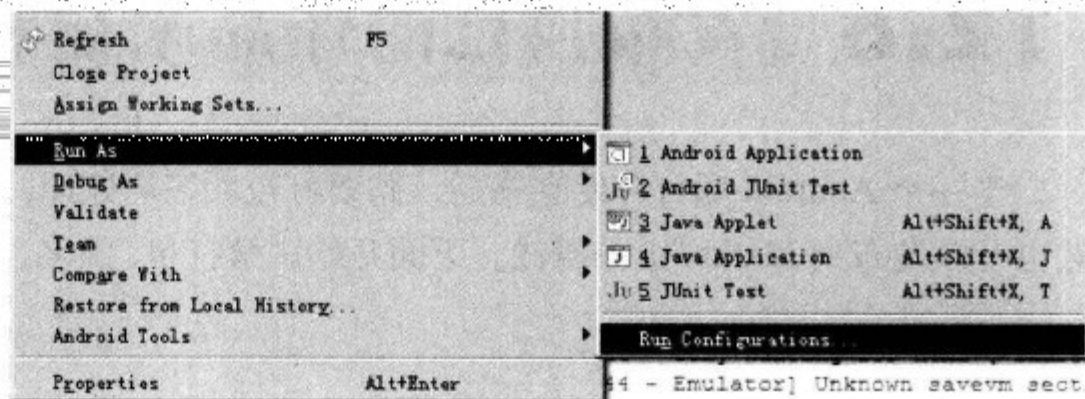 Refresh F5
Close Project
Assign Working Sets...
Run As
Debug As
Validate
Team
Compare With
Restore from Local History...
Android Tools
Properties Alt+Enter
1 Android Application
2 Android JUnit Test
3 Java Applet Alt+Shift+X, A
4 Java Application Alt+Shift+X, J
5 JUnit Test Alt+Shift+X, T
Run Configurations...
44 - Emulator] Unknown savevm sect